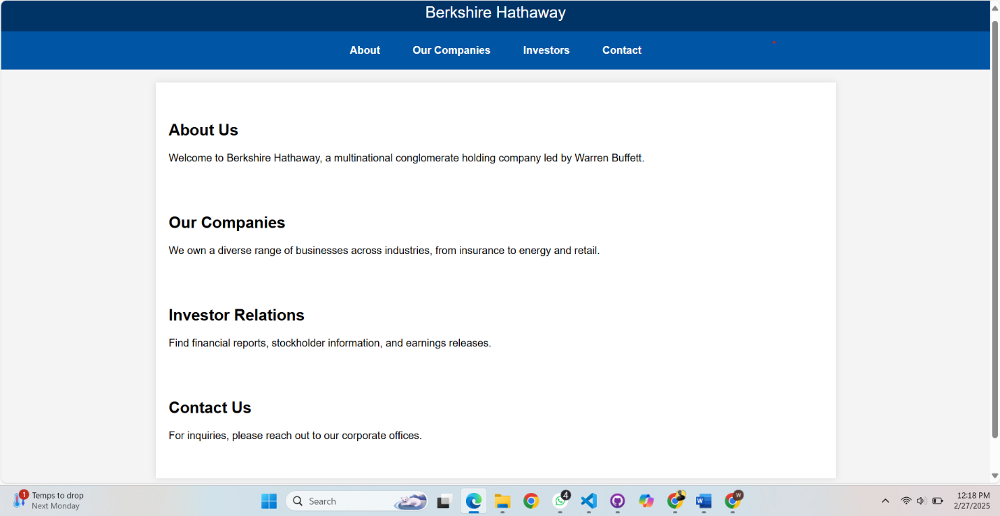 Berkshire Hathaway
About Our Companies Investors Contact
About Us
Welcome to Berkshire Hathaway, a multinational conglomerate holding company led by Warren Buffett.
Our Companies
We own a diverse range of businesses across industries, from insurance to energy and retail.
Investor Relations
Find financial reports, stockholder information, and earnings releases.
Contact Us
For inquiries, please reach out to our corporate offices.
1
Temps to drop
Next Monday
Search
4
W
W
12:18 PM
2/27/2025